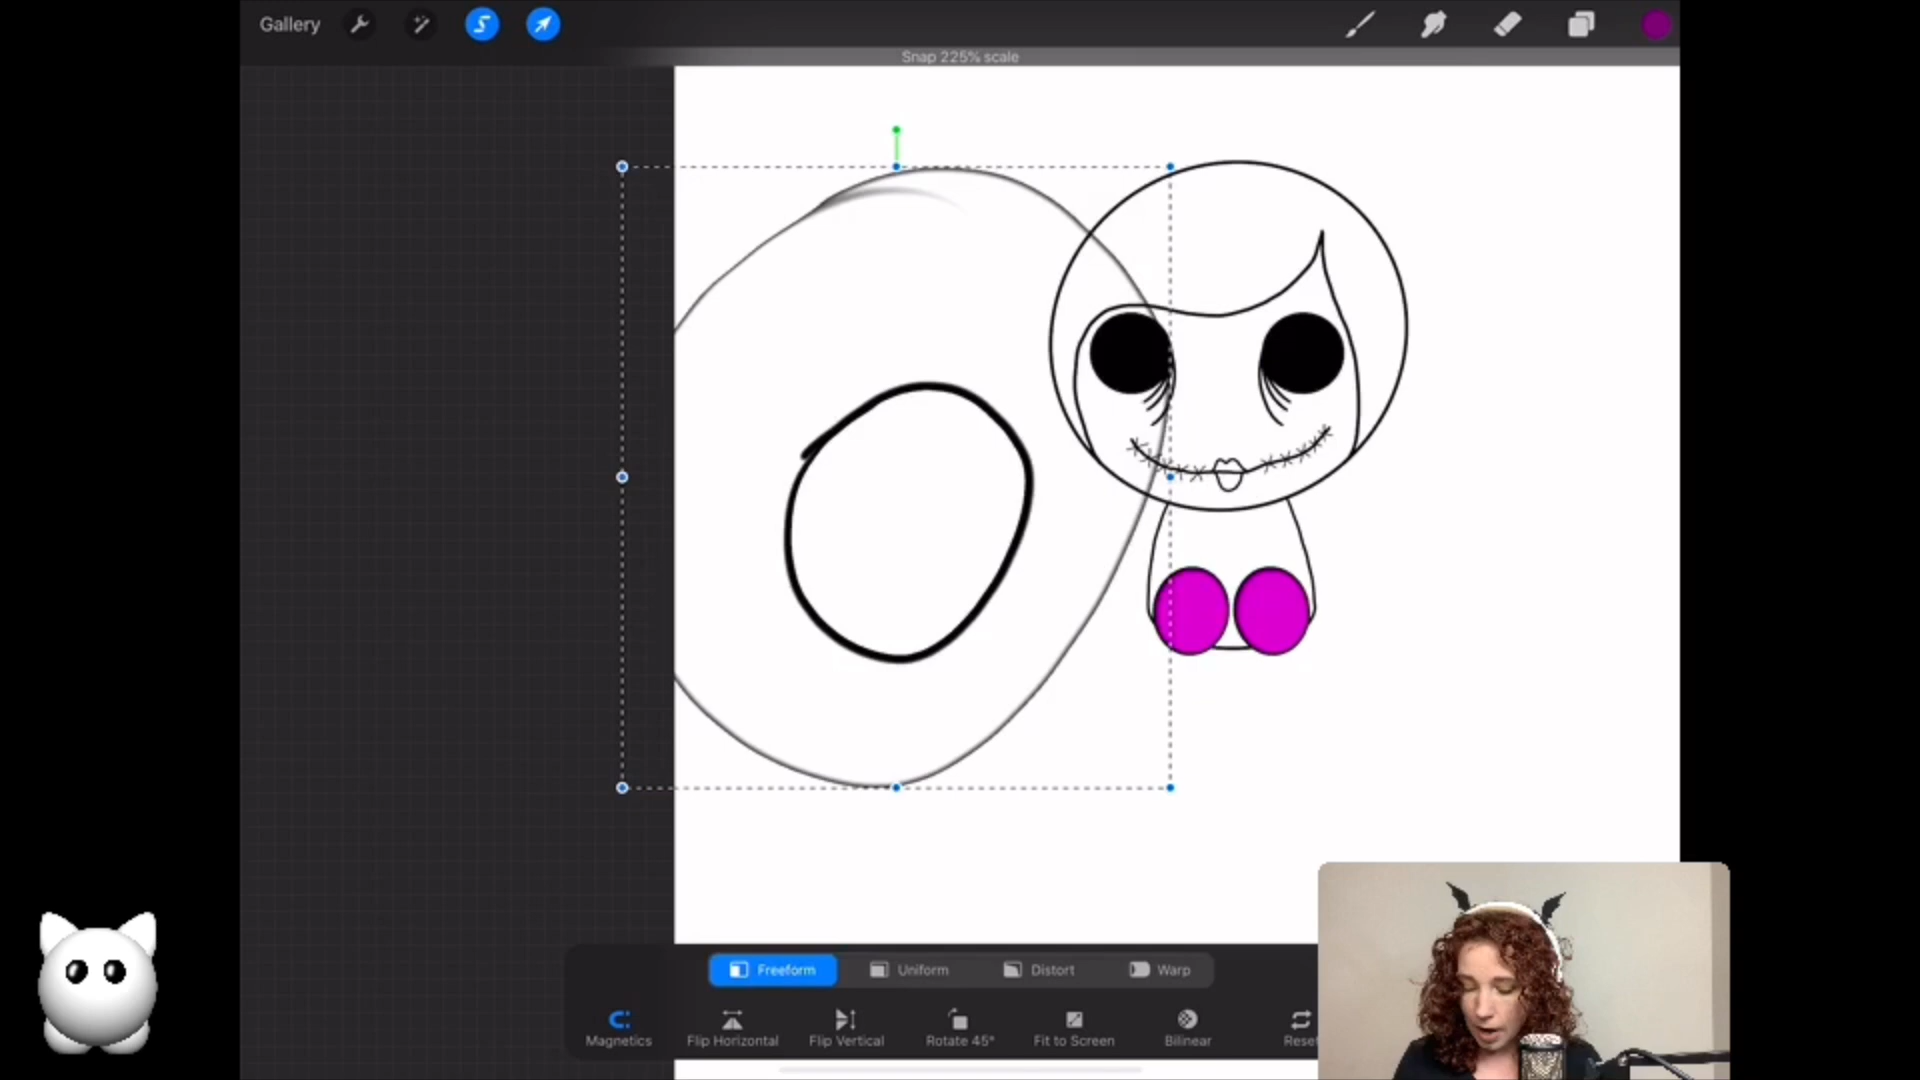 Gallery
Snap 225% scale
Freeform Uniform Distort Warp
Magnetics Flip Horizontal Flip Vertical Rotate 45° Fit to Screen Bilinear Reset